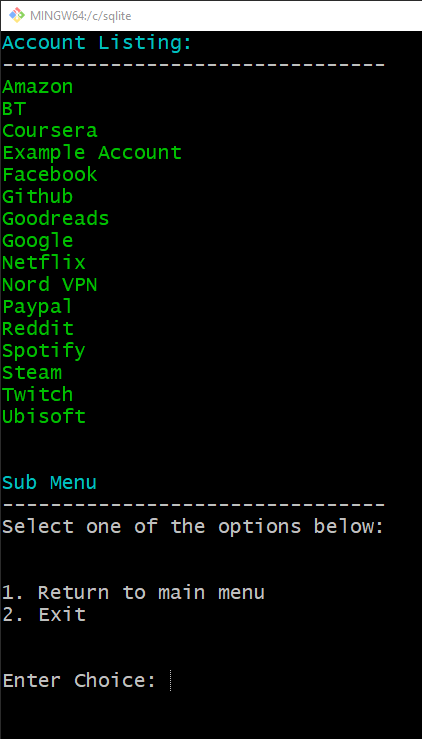 MINGW64:/c/sqlite
Account Listing:
--------------------------------
Amazon
BT
Coursera
Example Account
Facebook
Github
Goodreads
Google
Netflix
Nord VPN
Paypal
Reddit
Spotify
Steam
Twitch
Ubisoft
Sub Menu
--------------------------------
Select one of the options below:
1. Return to main menu
2. Exit
Enter Choice: